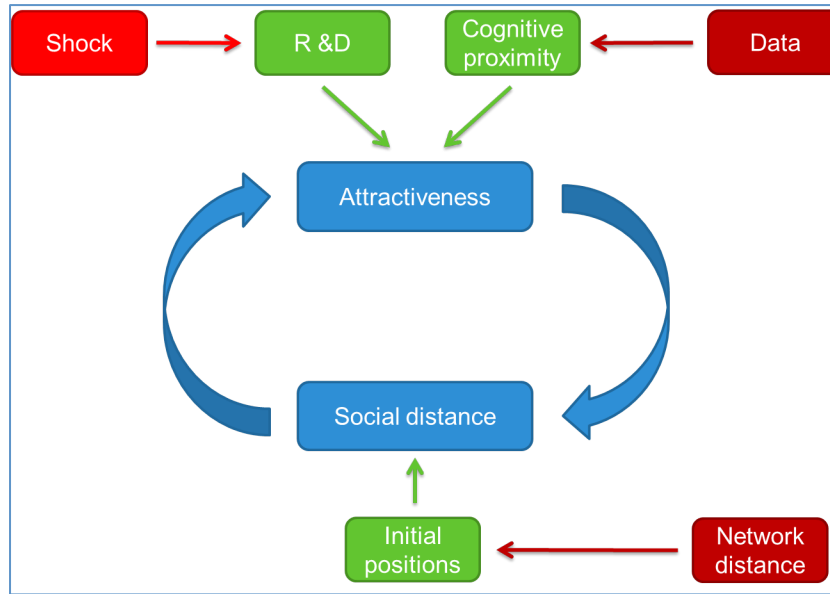 Shock
R &D
Cognitive
proximity
Data
Attractiveness
Social distance
Initial
positions
Network
distance